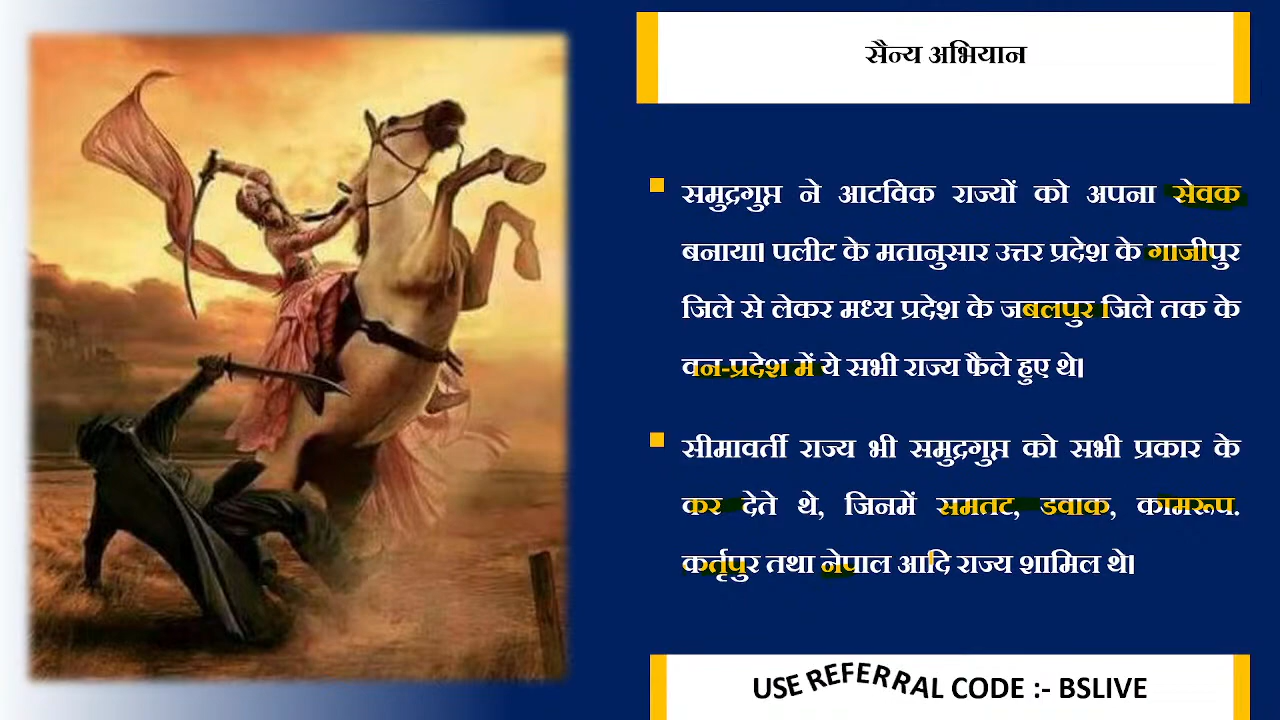 सैन्य अभियान
समुद्रगुप्त ने आटविक राज्यों को अपना सेवक
बनाया। पलीट के मतानुसार उत्तर प्रदेश के गाजीपुर
जिले से लेकर मध्य प्रदेश के जबलपुर जिले तक के
वन-प्रदेश में ये सभी राज्य फैले हुए थे।
सीमावर्ती राज्य भी समुद्रगुप्त को सभी प्रकार के
कर देते थे, जिनमें समतट, डवाक, कामरूप.
कर्तृपुर तथा नेपाल आदि राज्य शामिल थे।
USE REFERRAL CODE :- BSLIVE